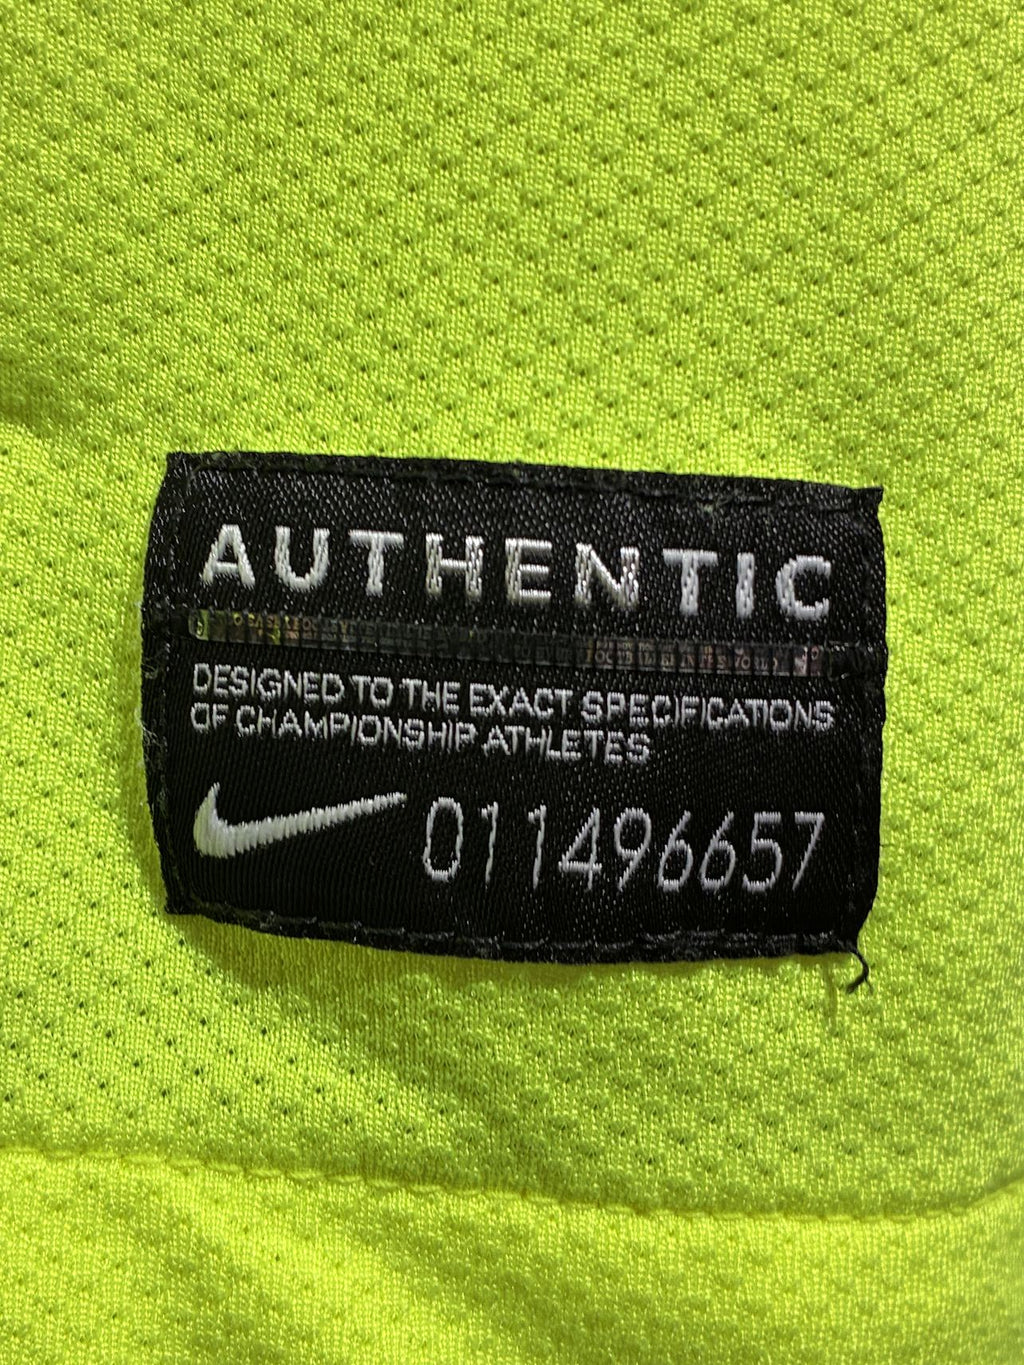 AUTHENTIC
DESIGNED TO THE EXACT SPECIFICATIONS
OF CHAMPIONSHIP ATHLETES
011496657